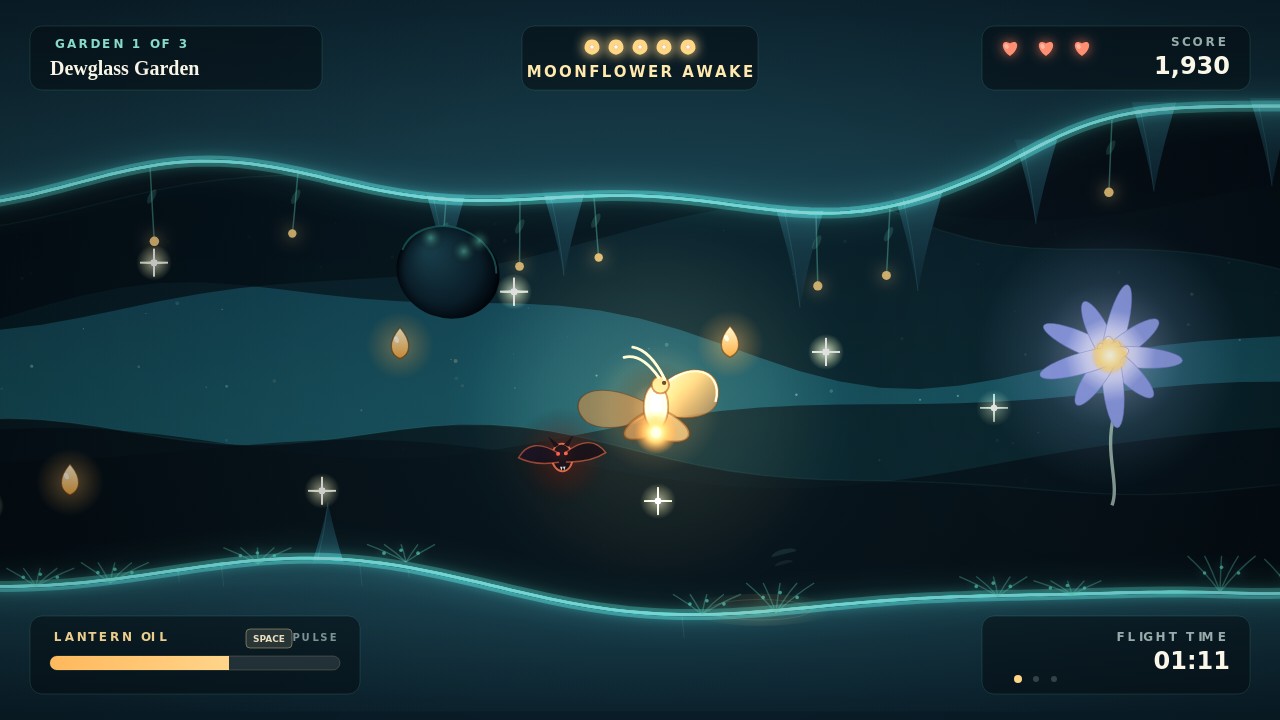 GARDEN 1 OF 3
Dewglass Garden
MOONFLOWER AWAKE
SCORE
1,930
LANTERN OIL
SPACE PULSE
FLIGHT TIME
01:11